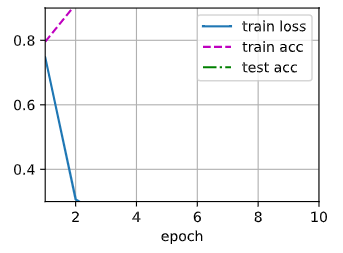 train loss
train acc
test acc
0.8
0.6
0.4
2 4 6 8 10
epoch